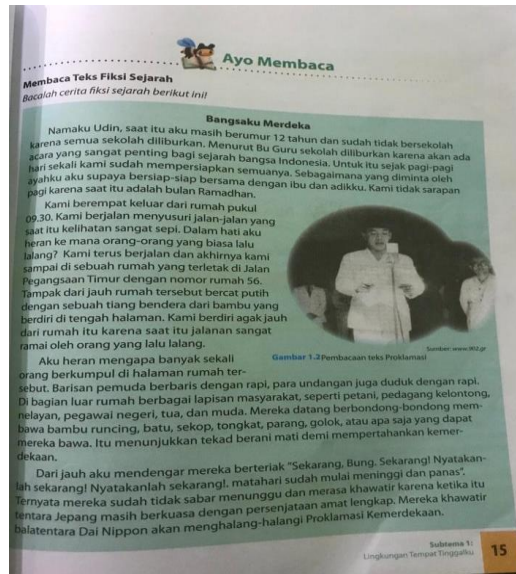 Ayo Membaca
Membaca Teks Fiksi Sejarah
Bacalah cerita fiksi sejarah berikut ini!
Bangsaku Merdeka
Namaku Udin, saat itu aku masih berumur 12 tahun dan sudah tidak bersekolah
karena semua sekolah diliburkan. Menurut Bu Guru sekolah diliburkan karena akan ada
acara yang sangat penting bagi sejarah bangsa Indonesia. Untuk itu sejak pagi-pagi
hari sekali kami sudah mempersiapkan semuanya. Sebagaimana yang diminta oleh
ayahku aku supaya bersiap-siap bersama dengan ibu dan adikku. Kami tidak sarapan
pagi karena saat itu adalah bulan Ramadhan.
Kami berempat keluar dari rumah pukul
09.30. Kami berjalan menyusuri jalan-jalan yang
saat itu kelihatan sangat sepi. Dalam hati aku
heran ke mana orang-orang yang biasa lalu
lalang? Kami terus berjalan dan akhirnya kami
sampai di sebuah rumah yang terletak di Jalan
Pegangsaan Timur dengan nomor rumah 56.
Tampak dari jauh rumah tersebut bercat putih
dengan sebuah tiang bendera dari bambu yang
berdiri di tengah halaman. Kami berdiri agak jauh
dari rumah itu karena saat itu jalanan sangat
ramai oleh orang yang lalu lalang.
Sumber: www.902.gr
Gambar 1.3 Pembacaan teks Proklamasi
Aku heran mengapa banyak sekali
orang berkumpul di halaman rumah ter-
sebut. Barisan pemuda berbaris dengan rapi, para undangan juga duduk dengan rapi.
Di bagian luar rumah berbagai lapisan masyarakat, seperti petani, pedagang kelontong,
nelayan, pegawai negeri, tua, dan muda. Mereka datang berbondong-bondong mem-
bawa bambu runcing, batu, sekop, tongkat, parang, golok, atau apa saja yang dapat
mereka bawa. Itu menunjukkan tekad berani mati demi mempertahankan kemer-
dekaan.
Dari jauh aku mendengar mereka berteriak "Sekarang, Bung. Sekarang! Nyatakan-
lah sekarang! Nyatakanlah sekarang!. matahari sudah mulai meninggi dan panas".
Ternyata mereka sudah tidak sabar menunggu dan merasa khawatir karena ketika itu
tentara Jepang masih berkuasa dengan persenjataan amat lengkap. Mereka khawatir
balatentara Dai Nippon akan menghalang-halangi Proklamasi Kemerdekaan.
Subtema 1:
Lingkungan Tempat Tinggalku
15